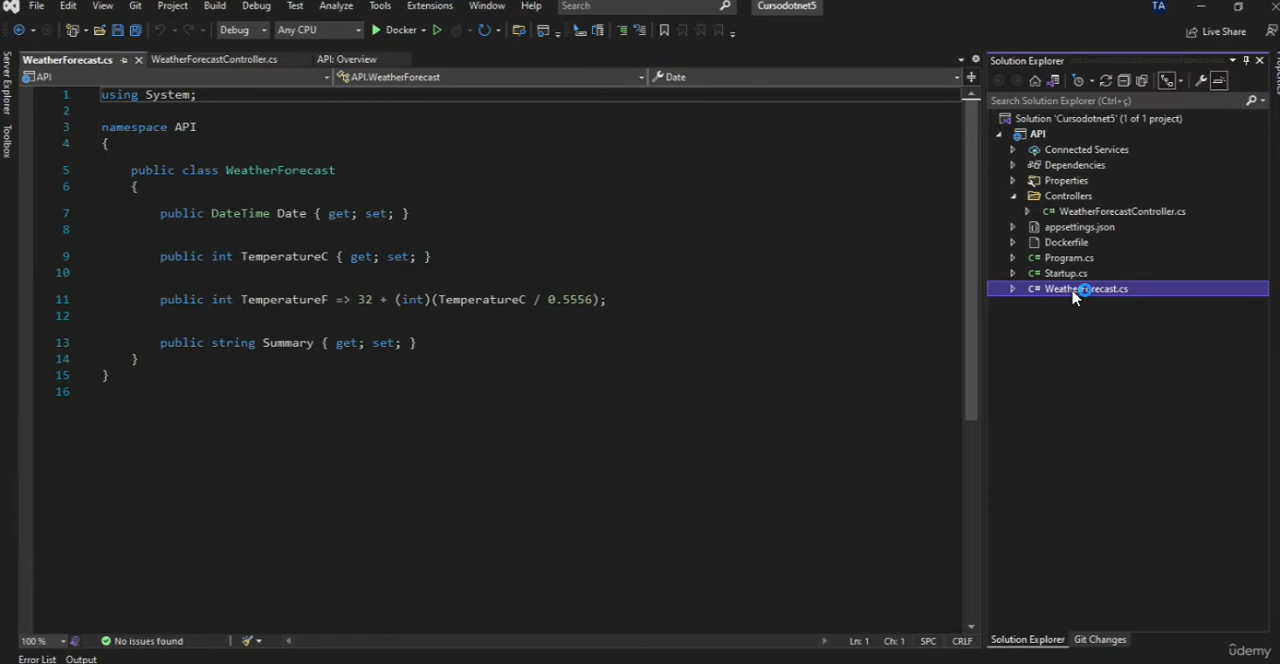 File Edit View Git Project Build Debug Test Analyze Tools Extensions Window Help Search Cursodotnet5 TA
Debug Any CPU Docker Live Share
Server Explorer
Toolbox
WeatherForecast.cs WeatherForecastController.cs API: Overview
API API.WeatherForecast Date
1 using System;
2
3 namespace API
4 {
5 public class WeatherForecast
6 {
7 public DateTime Date { get; set; }
8
9 public int TemperatureC { get; set; }
10
11 public int TemperatureF => 32 + (int)(TemperatureC / 0.5556);
12
13 public string Summary { get; set; }
14 }
15 }
16
100 % No issues found Ln: 1 Ch: 1 SPC CRLF
Error List Output
Solution Explorer
Search Solution Explorer (Ctrl+ç)
Solution 'Cursodotnet5' (1 of 1 project)
API
Connected Services
Dependencies
Properties
Controllers
C# WeatherForecastController.cs
appsettings.json
Dockerfile
C# Program.cs
C# Startup.cs
C# WeatherForecast.cs
Solution Explorer Git Changes
ûdemy